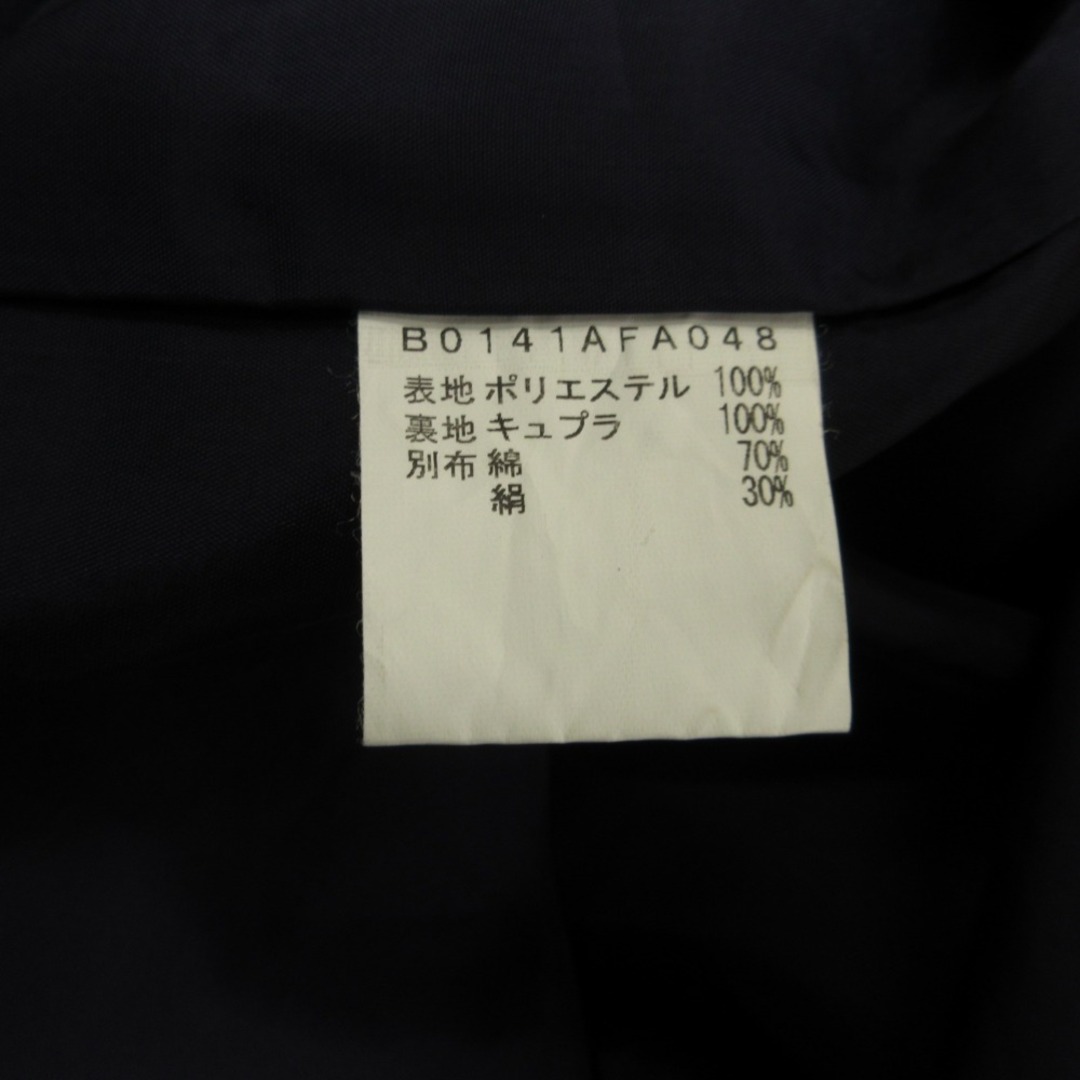 B0141AFA048
表地 ポリエステル 100%
裏地 キュプラ 100%
別布 綿 70%
絹 30%